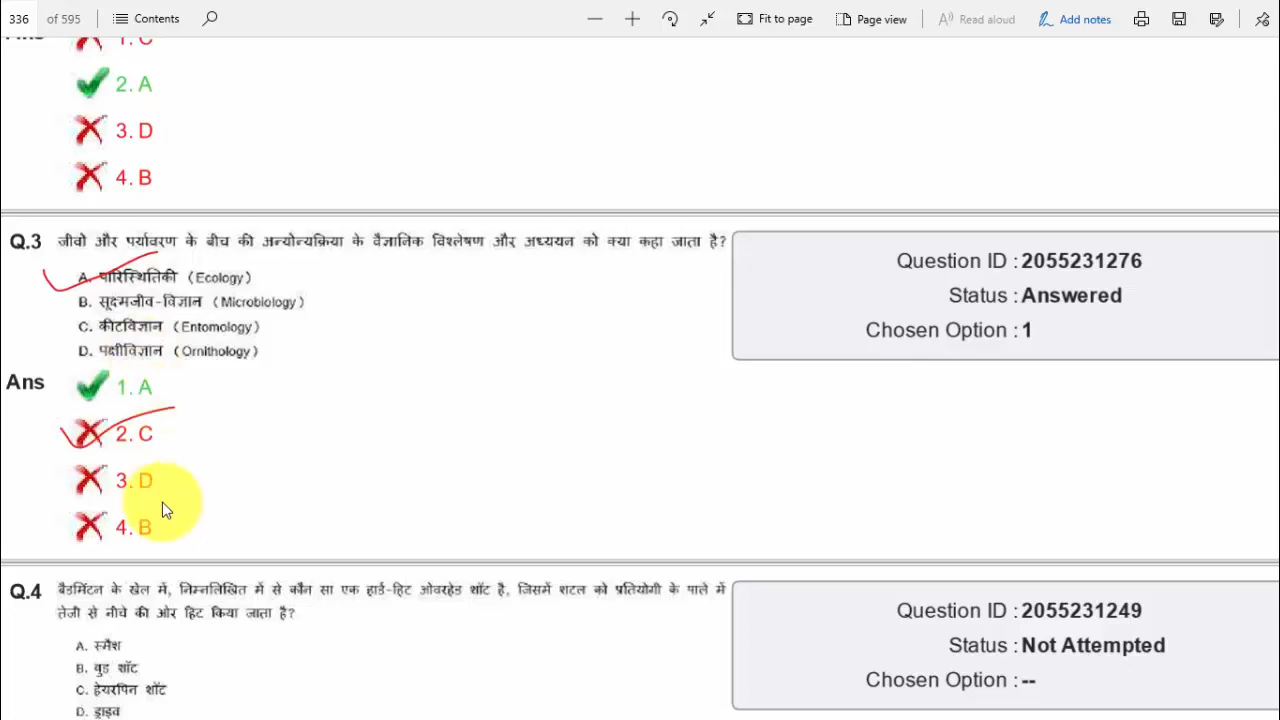 336 of 595 Contents Fit to page Page view Read aloud Add notes
2. A
3. D
4. B
Q.3 जीवो और पर्यावरण के बीच की अन्योन्यक्रिया के वैज्ञानिक विश्लेषण और अध्ययन को क्या कहा जाता है?
A. पारिस्थितिकी (Ecology)
B. सूक्ष्मजीव-विज्ञान (Microbiology)
C. कीटविज्ञान (Entomology)
D. पक्षीविज्ञान (Ornithology)
Question ID : 2055231276
Status : Answered
Chosen Option : 1
Ans 1. A
2. C
3. D
4. B
Q.4 बैडमिंटन के खेल में, निम्नलिखित में से कौन सा एक हार्ड-हिट ओवरहेड शॉट है, जिसमें शटल को प्रतियोगी के पाले में
तेजी से नीचे की ओर हिट किया जाता है?
A. स्मैश
B. वुड शॉट
C. हेयरपिन शॉट
D. ड्राइव
Question ID : 2055231249
Status : Not Attempted
Chosen Option : --